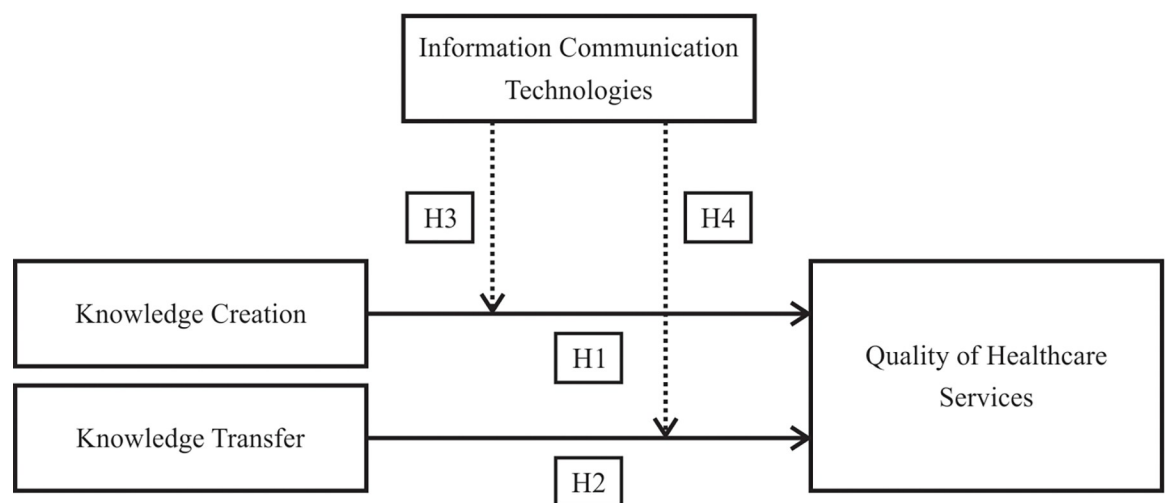 Information Communication
Technologies
H3
H4
Knowledge Creation
H1
Quality of Healthcare
Services
Knowledge Transfer
H2